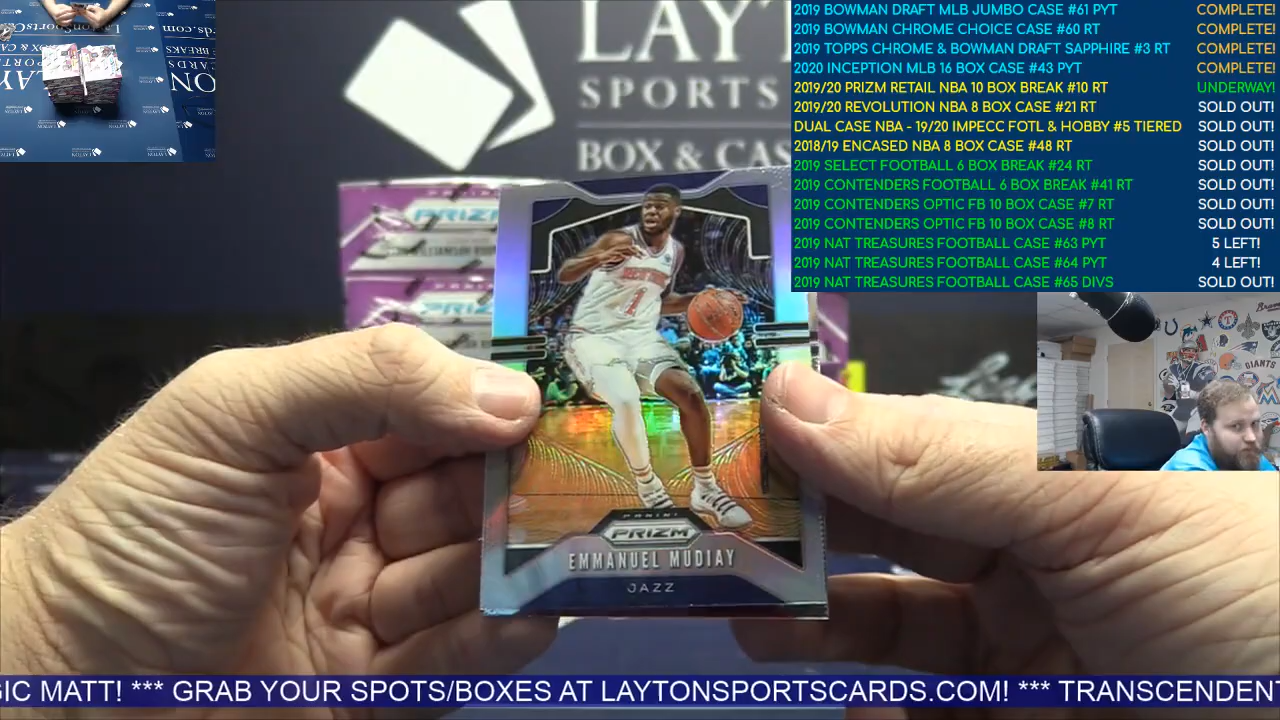 LAYT
SPORTS
BOX & CAS
2019 BOWMAN DRAFT MLB JUMBO CASE #61 PYT COMPLETE!
2019 BOWMAN CHROME CHOICE CASE #60 RT COMPLETE!
2019 TOPPS CHROME & BOWMAN DRAFT SAPPHIRE #3 RT COMPLETE!
2020 INCEPTION MLB 16 BOX CASE #43 PYT COMPLETE!
2019/20 PRIZM RETAIL NBA 10 BOX BREAK #10 RT UNDERWAY!
2019/20 REVOLUTION NBA 8 BOX CASE #21 RT SOLD OUT!
DUAL CASE NBA - 19/20 IMPECC FOTL & HOBBY #5 TIERED SOLD OUT!
2018/19 ENCASED NBA 8 BOX CASE #48 RT SOLD OUT!
2019 SELECT FOOTBALL 6 BOX BREAK #24 RT SOLD OUT!
2019 CONTENDERS FOOTBALL 6 BOX BREAK #41 RT SOLD OUT!
2019 CONTENDERS OPTIC FB 10 BOX CASE #7 RT SOLD OUT!
2019 CONTENDERS OPTIC FB 10 BOX CASE #8 RT SOLD OUT!
2019 NAT TREASURES FOOTBALL CASE #63 PYT 5 LEFT!
2019 NAT TREASURES FOOTBALL CASE #64 PYT 4 LEFT!
2019 NAT TREASURES FOOTBALL CASE #65 DIVS SOLD OUT!
PRIZM
PRIZM
1
PANINI
PRIZM
EMMANUEL MUDIAY
JAZZ
GIANTS
GIC MATT! *** GRAB YOUR SPOTS/BOXES AT LAYTONSPORTSCARDS.COM! *** TRANSCENDENT